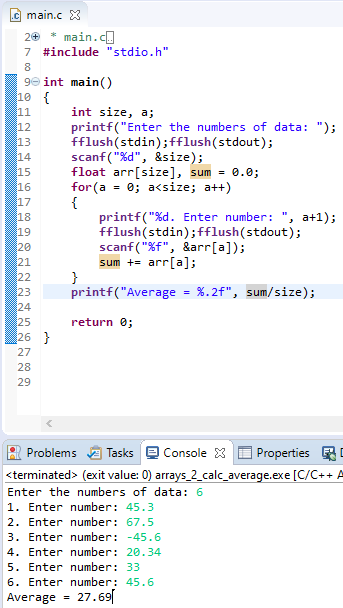 main.c
2 * main.c
7 #include "stdio.h"
8
9 int main()
10 {
11 int size, a;
12 printf("Enter the numbers of data: ");
13 fflush(stdin);fflush(stdout);
14 scanf("%d", &size);
15 float arr[size], sum = 0.0;
16 for(a = 0; a<size; a++)
17 {
18 printf("%d. Enter number: ", a+1);
19 fflush(stdin);fflush(stdout);
20 scanf("%f", &arr[a]);
21 sum += arr[a];
22 }
23 printf("Average = %.2f", sum/size);
24
25 return 0;
26 }
27
28
29
Problems Tasks Console Properties
<terminated> (exit value: 0) arrays_2_calc_average.exe [C/C++ A
Enter the numbers of data: 6
1. Enter number: 45.3
2. Enter number: 67.5
3. Enter number: -45.6
4. Enter number: 20.34
5. Enter number: 33
6. Enter number: 45.6
Average = 27.69